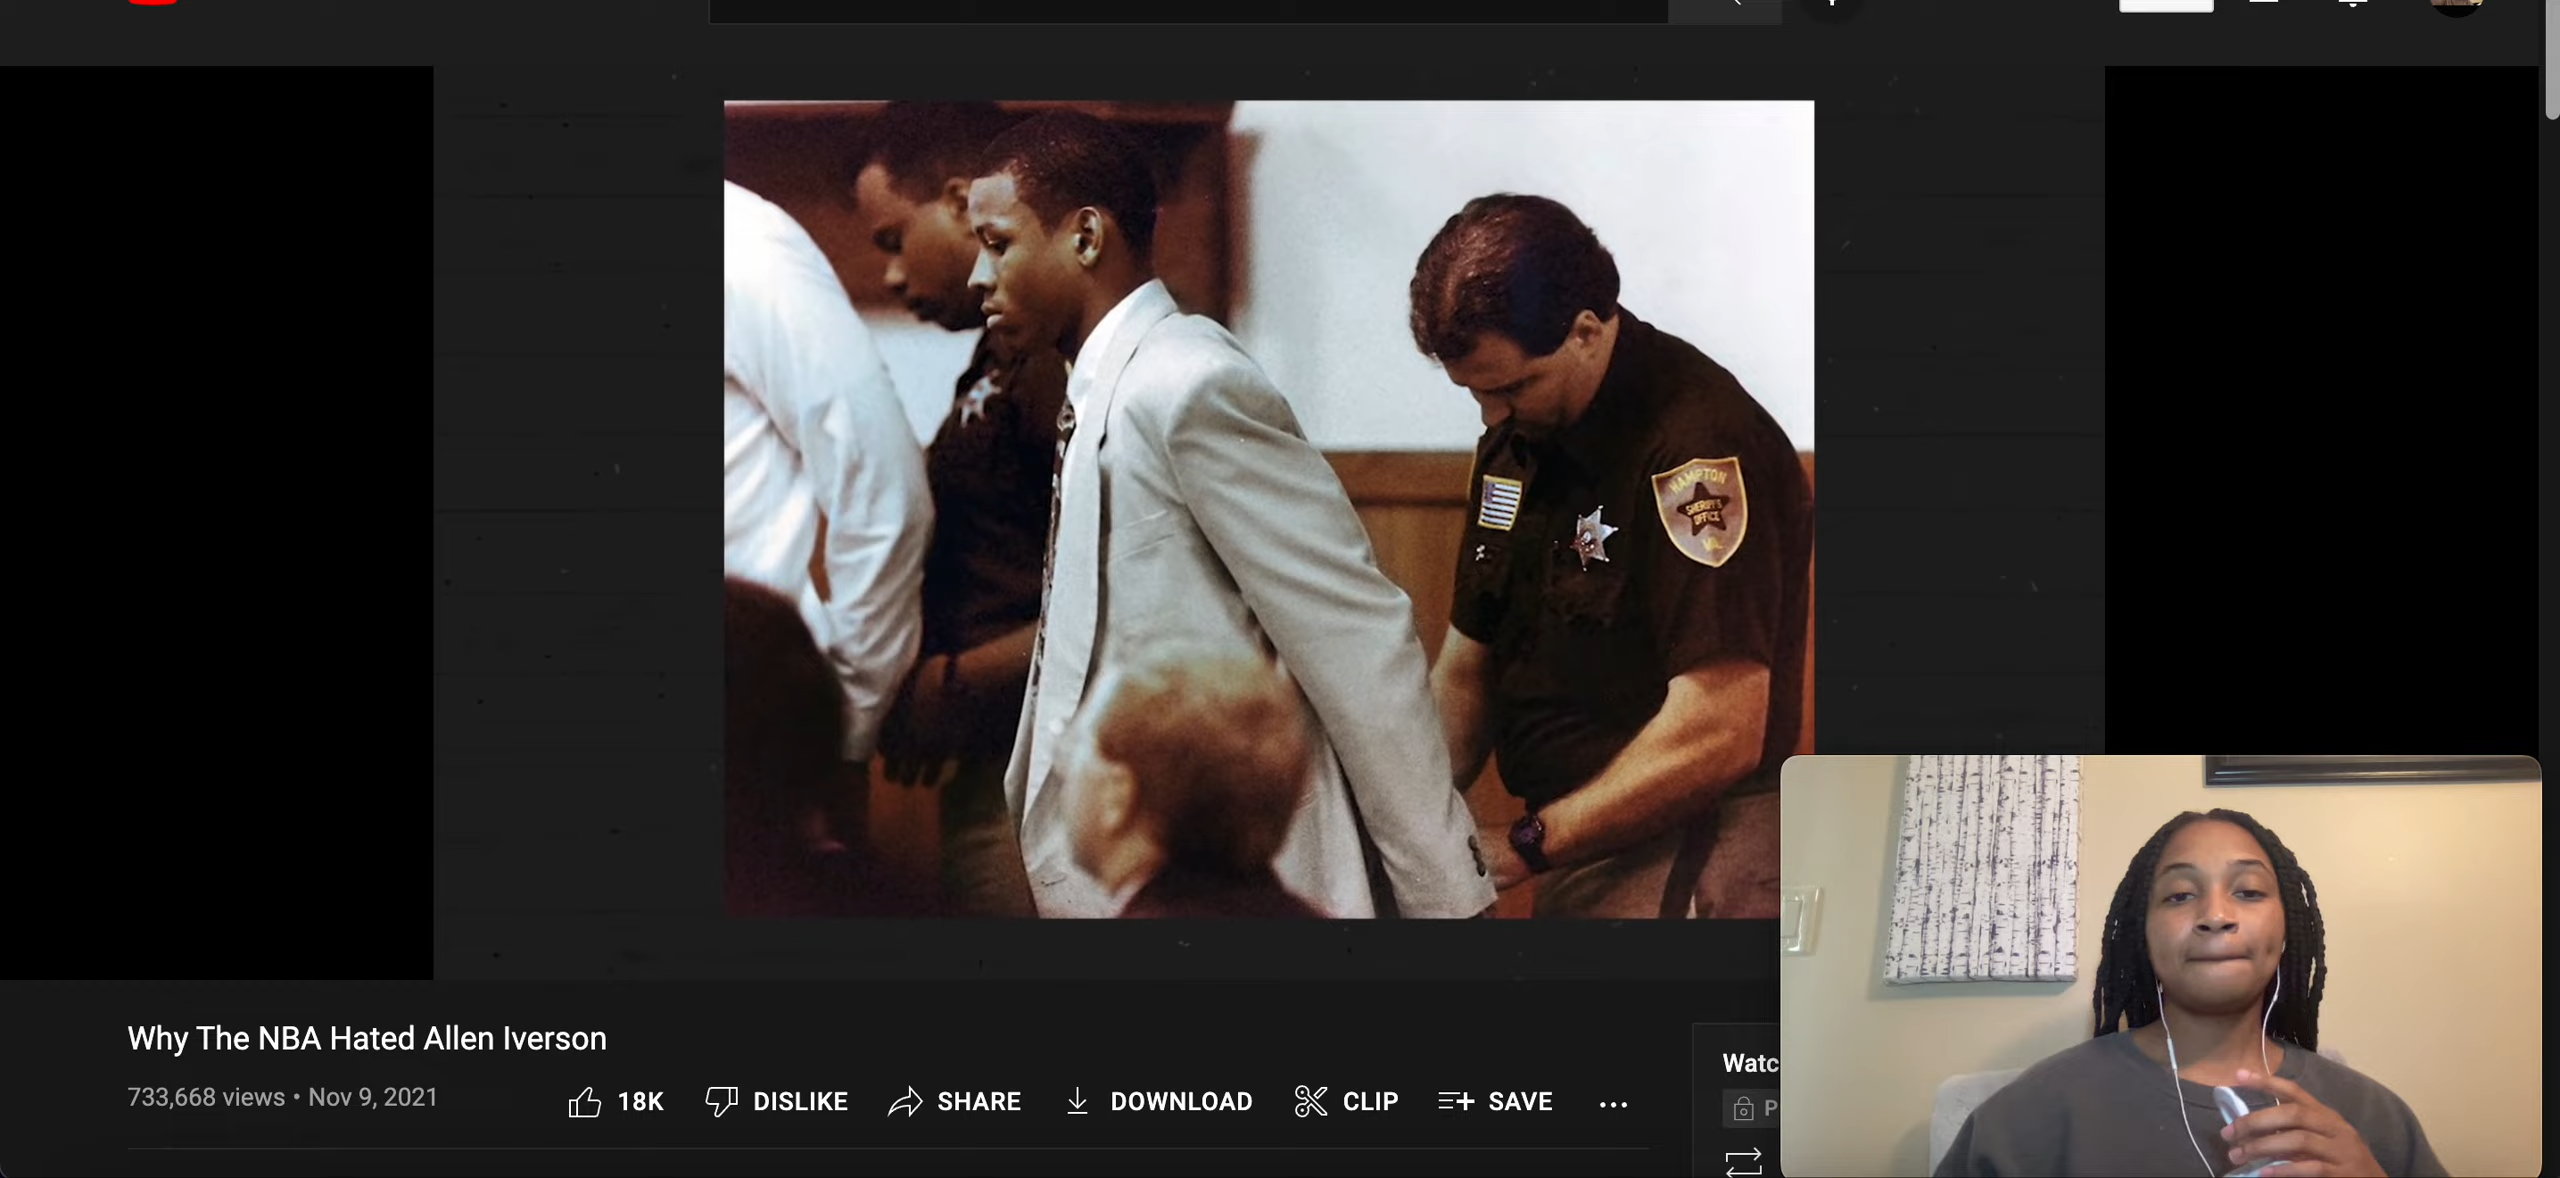 HAMPTON
SHERIFF'S
OFFICE
VA.
Why The NBA Hated Allen Iverson
733,668 views • Nov 9, 2021
18K
DISLIKE
SHARE
DOWNLOAD
CLIP
SAVE
Watc
P